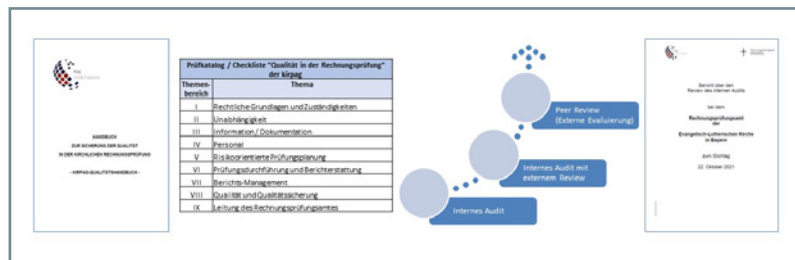 HANDBUCH
ZUR SICHERUNG DER QUALITÄT
IN DER KIRCHLICHEN RECHNUNGSPRÜFUNG
- KIRPAG-QUALITÄTSHANDBUCH -
Prüfkatalog / Checkliste "Qualität in der Rechnungsprüfung"
der kirpag
Themen-
bereich
Thema
I Rechtliche Grundlagen und Zuständigkeiten
II Unabhängigkeit
III Information / Dokumentation
IV Personal
V Risikoorientierte Prüfungsplanung
VI Prüfungsdurchführung und Berichterstattung
VII Berichts-Management
VIII Qualität und Qualitätssicherung
IX Leitung des Rechnungsprüfungsamtes
Peer Review
(Externe Evaluierung)
Internes Audit mit
externem Review
Internes Audit
Bericht über den
Review des Internen Audits
bei dem
Rechnungsprüfungsamt
der
Evangelisch-Lutherischen Kirche
in Bayern
zum Stichtag
22. Oktober 2021